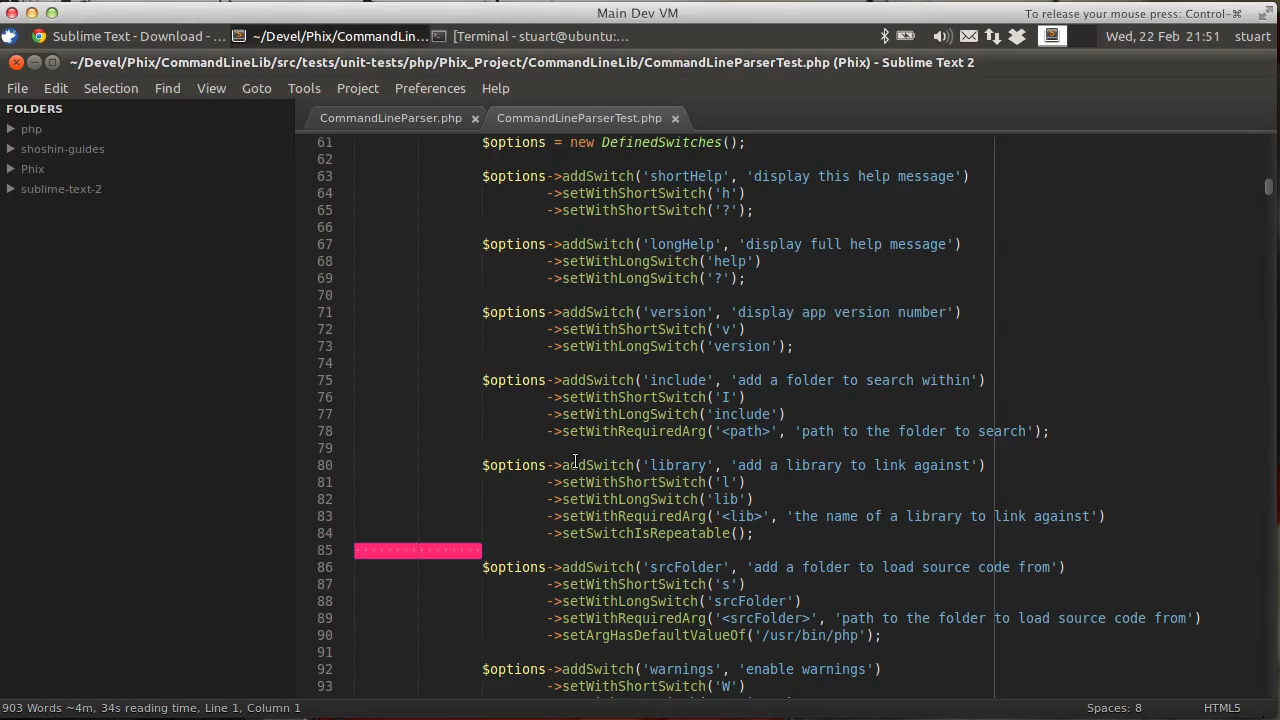 Main Dev VM
To release your mouse press: Control-⌘
Sublime Text - Download - ...
~/Devel/Phix/CommandLin...
[Terminal - stuart@ubuntu:...
Wed, 22 Feb 21:51
stuart
~/Devel/Phix/CommandLineLib/src/tests/unit-tests/php/Phix_Project/CommandLineLib/CommandLineParserTest.php (Phix) - Sublime Text 2
File Edit Selection Find View Goto Tools Project Preferences Help
FOLDERS
php
shoshin-guides
Phix
sublime-text-2
CommandLineParser.php × CommandLineParserTest.php ×
61 $options = new DefinedSwitches();
62
63 $options->addSwitch('shortHelp', 'display this help message')
64 ->setWithShortSwitch('h')
65 ->setWithShortSwitch('?');
66
67 $options->addSwitch('longHelp', 'display full help message')
68 ->setWithLongSwitch('help')
69 ->setWithLongSwitch('?');
70
71 $options->addSwitch('version', 'display app version number')
72 ->setWithShortSwitch('v')
73 ->setWithLongSwitch('version');
74
75 $options->addSwitch('include', 'add a folder to search within')
76 ->setWithShortSwitch('I')
77 ->setWithLongSwitch('include')
78 ->setWithRequiredArg('<path>', 'path to the folder to search');
79
80 $options->addSwitch('library', 'add a library to link against')
81 ->setWithShortSwitch('l')
82 ->setWithLongSwitch('lib')
83 ->setWithRequiredArg('<lib>', 'the name of a library to link against')
84 ->setSwitchIsRepeatable();
85
86 $options->addSwitch('srcFolder', 'add a folder to load source code from')
87 ->setWithShortSwitch('s')
88 ->setWithLongSwitch('srcFolder')
89 ->setWithRequiredArg('<srcFolder>', 'path to the folder to load source code from')
90 ->setArgHasDefaultValueOf('/usr/bin/php');
91
92 $options->addSwitch('warnings', 'enable warnings')
93 ->setWithShortSwitch('W')
903 Words ~4m, 34s reading time, Line 1, Column 1
Spaces: 8
HTML5